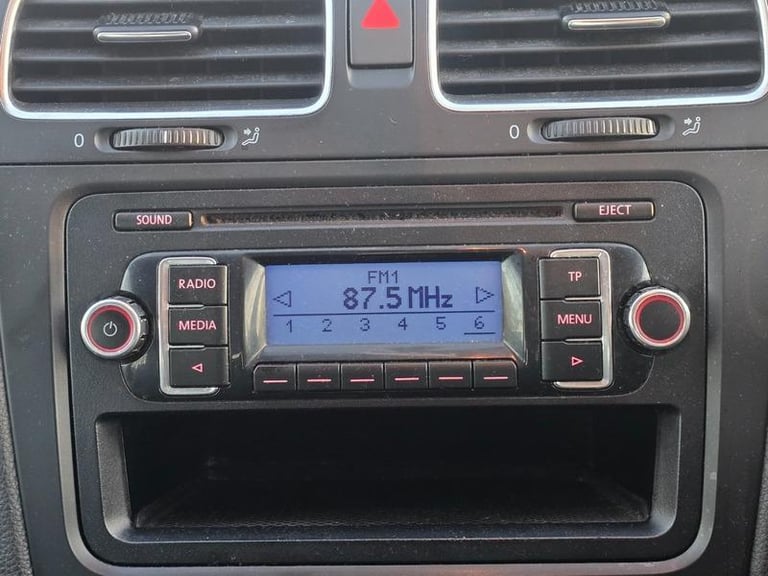 0
0
SOUND
EJECT
RADIO
FM1
TP
87.5 MHz
MEDIA
MENU
1 2 3 4 5 6